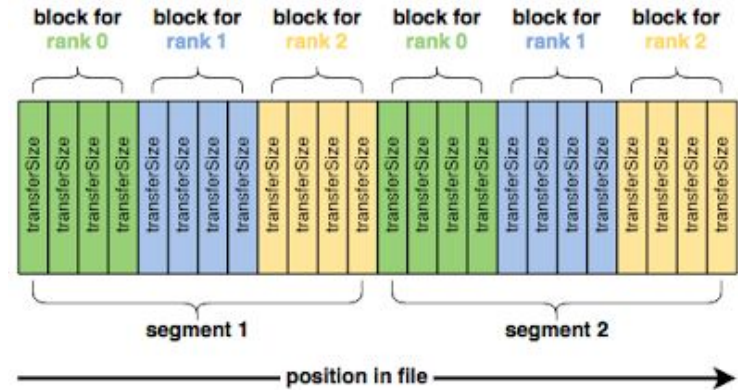 block for block for block for block for block for block for
rank 0 rank 1 rank 2 rank 0 rank 1 rank 2
transferSize transferSize transferSize transferSize transferSize transferSize transferSize transferSize transferSize transferSize transferSize transferSize transferSize transferSize transferSize transferSize transferSize transferSize transferSize transferSize transferSize transferSize transferSize transferSize
segment 1 segment 2
position in file